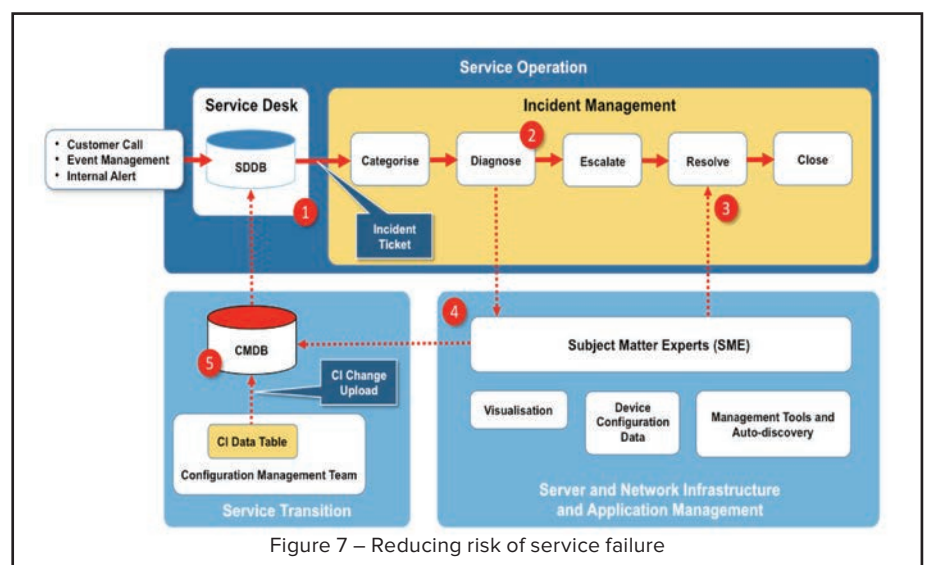 Service Operation
Service Desk
Incident Management
• Customer Call
• Event Management
• Internal Alert
SDDB
Categorise
Diagnose
Escalate
Resolve
Close
1
2
3
Incident
Ticket
CMDB
5
CI Change
Upload
CI Data Table
Configuration Management Team
Service Transition
4
Subject Matter Experts (SME)
Visualisation
Device
Configuration
Data
Management Tools and
Auto-discovery
Server and Network Infrastructure
and Application Management
Figure 7 – Reducing risk of service failure